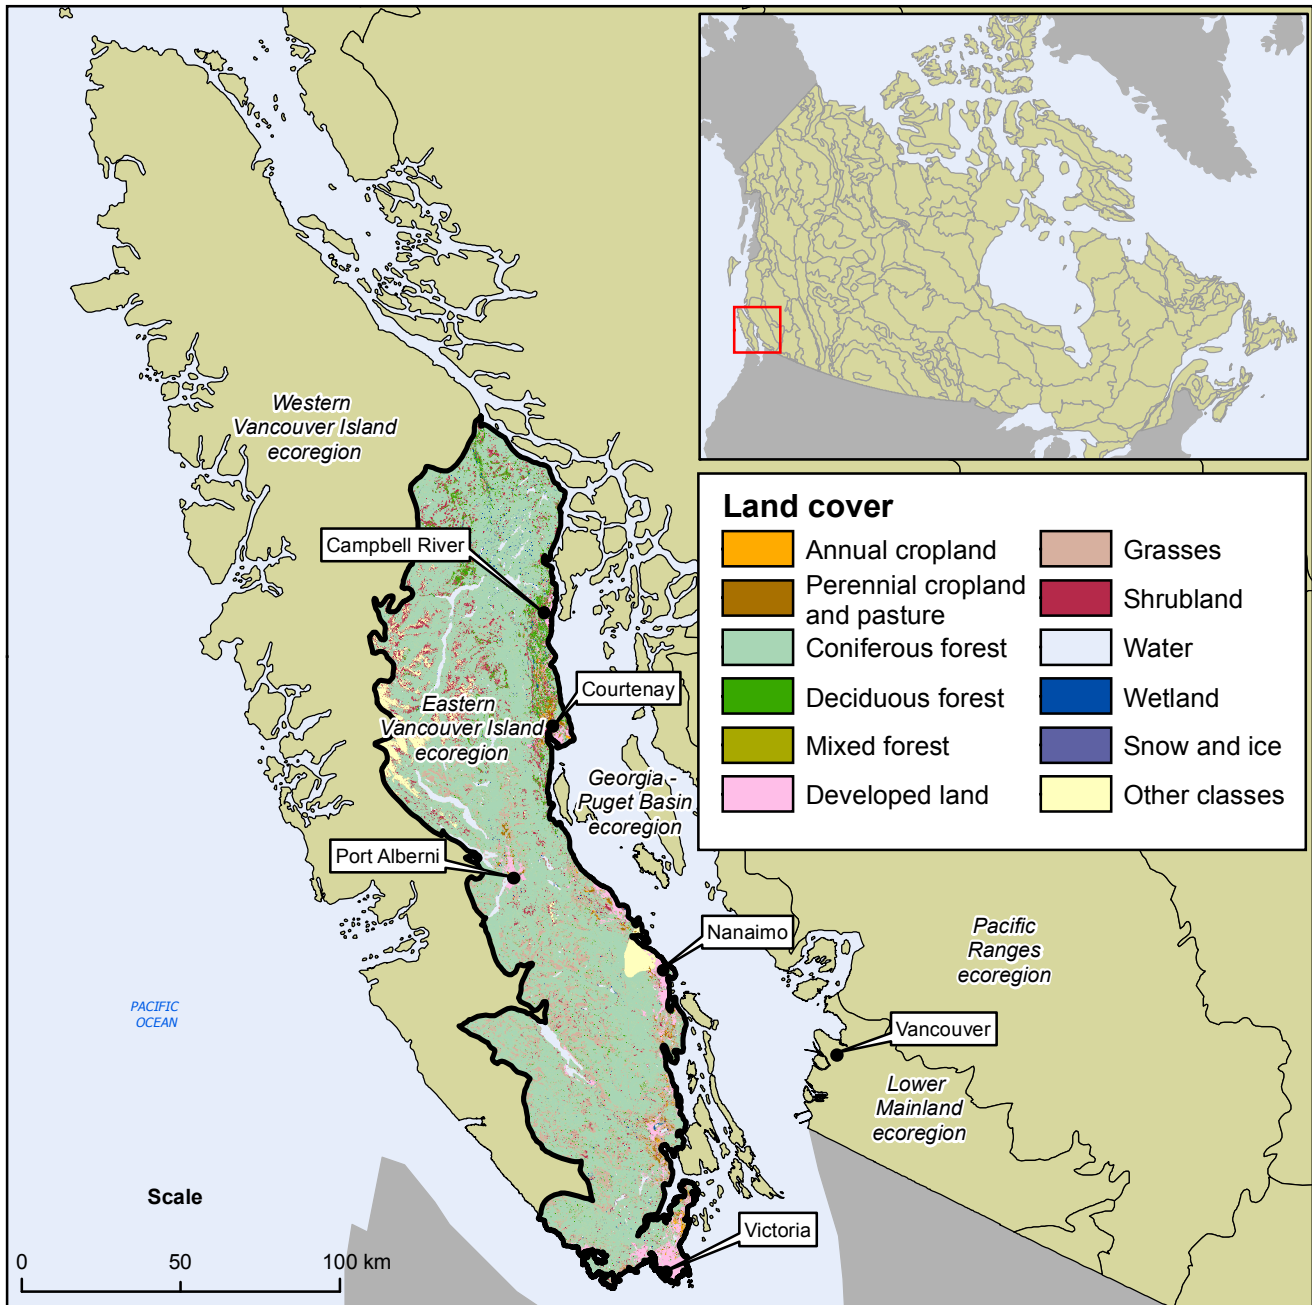 Western
Vancouver Island
ecoregion
Campbell River
Courtenay
Eastern
Vancouver Island
ecoregion
Georgia -
Puget Basin
ecoregion
Port Alberni
Nanaimo
Pacific
Ranges
ecoregion
PACIFIC
OCEAN
Vancouver
Lower
Mainland
ecoregion
Victoria
Scale
0 50 100 km
Land cover
Annual cropland
Perennial cropland
and pasture
Coniferous forest
Deciduous forest
Mixed forest
Developed land
Grasses
Shrubland
Water
Wetland
Snow and ice
Other classes